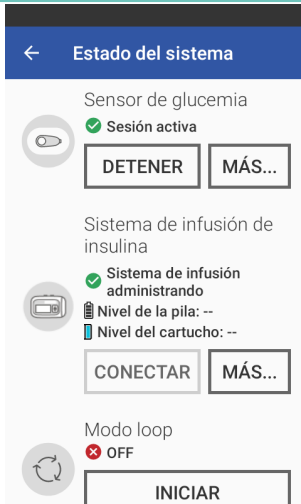 Estado del sistema
Sensor de glucemia
Sesión activa
DETENER
MÁS...
Sistema de infusión de
insulina
Sistema de infusión
administrando
Nivel de la pila: --
Nivel del cartucho: --
CONECTAR
MÁS...
Modo loop
OFF
INICIAR